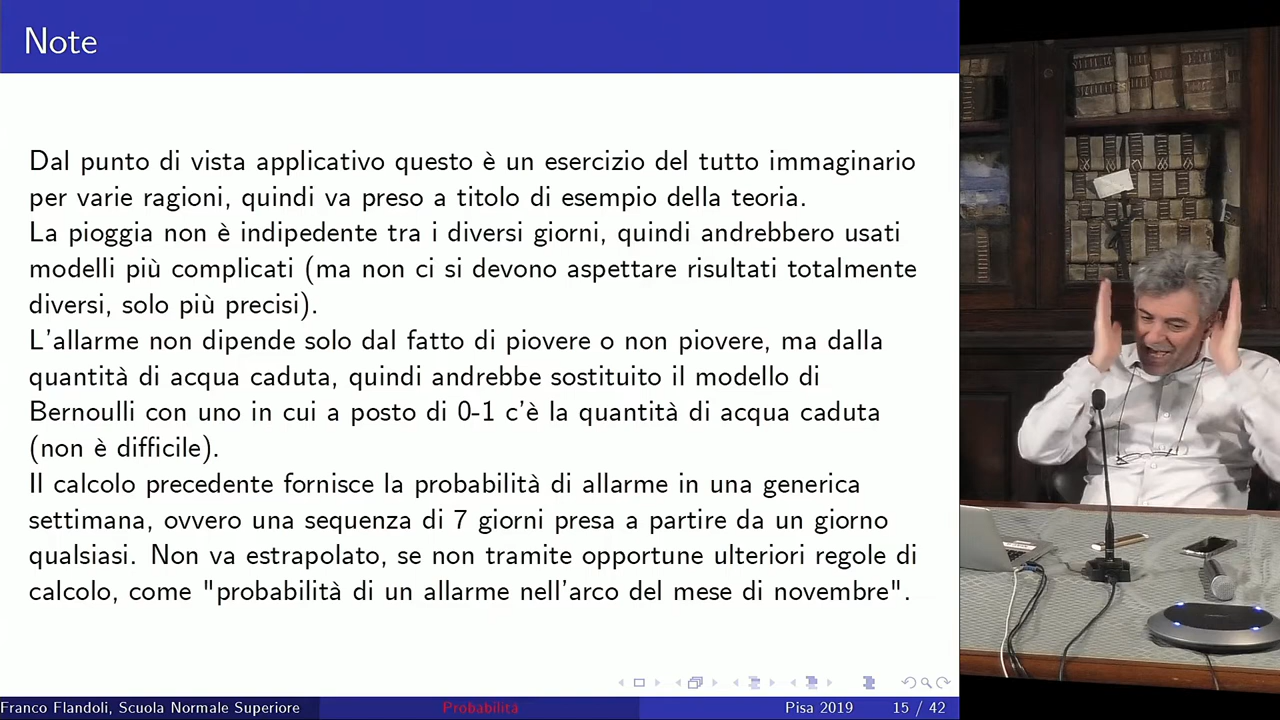 Note
Dal punto di vista applicativo questo è un esercizio del tutto immaginario
per varie ragioni, quindi va preso a titolo di esempio della teoria.
La pioggia non è indipedente tra i diversi giorni, quindi andrebbero usati
modelli più complicati (ma non ci si devono aspettare risultati totalmente
diversi, solo più precisi).
L'allarme non dipende solo dal fatto di piovere o non piovere, ma dalla
quantità di acqua caduta, quindi andrebbe sostituito il modello di
Bernoulli con uno in cui a posto di 0-1 c'è la quantità di acqua caduta
(non è difficile).
Il calcolo precedente fornisce la probabilità di allarme in una generica
settimana, ovvero una sequenza di 7 giorni presa a partire da un giorno
qualsiasi. Non va estrapolato, se non tramite opportune ulteriori regole di
calcolo, come "probabilità di un allarme nell'arco del mese di novembre".
Franco Flandoli, Scuola Normale Superiore Probabilità Pisa 2019 15 / 42